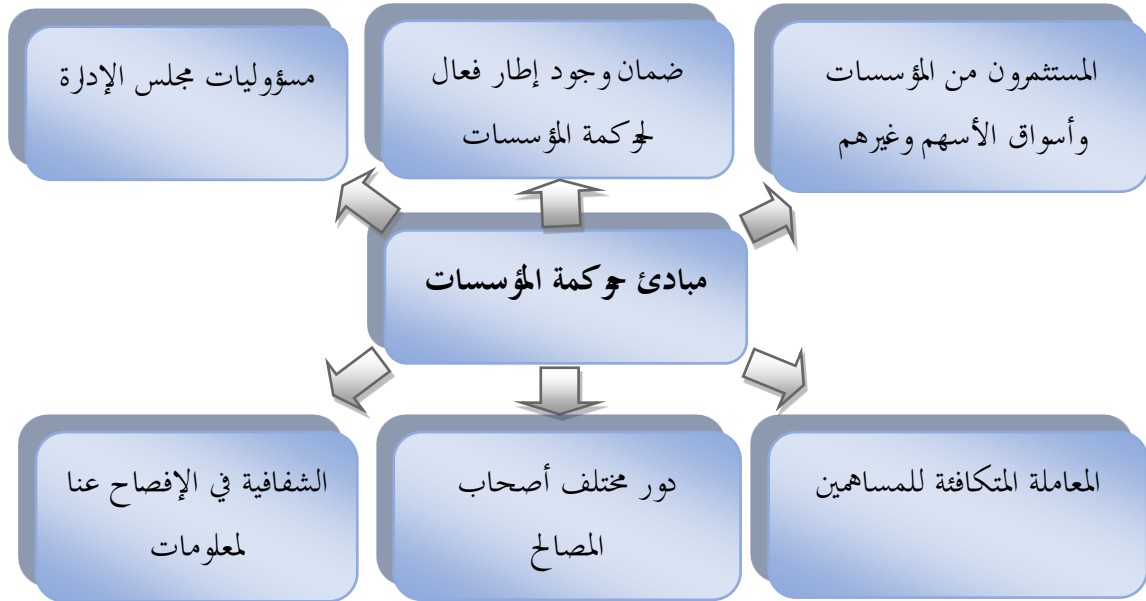 المستثمرون من المؤسسات
وأسواق الأسهم وغيرهم
ضمان وجود إطار فعال
لحوكمة المؤسسات
مسؤوليات مجلس الإدارة
مبادئ حوكمة المؤسسات
المعاملة المتكافئة للمساهمين
دور مختلف أصحاب
المصالح
الشفافية في الإفصاح عنا
لمعلومات